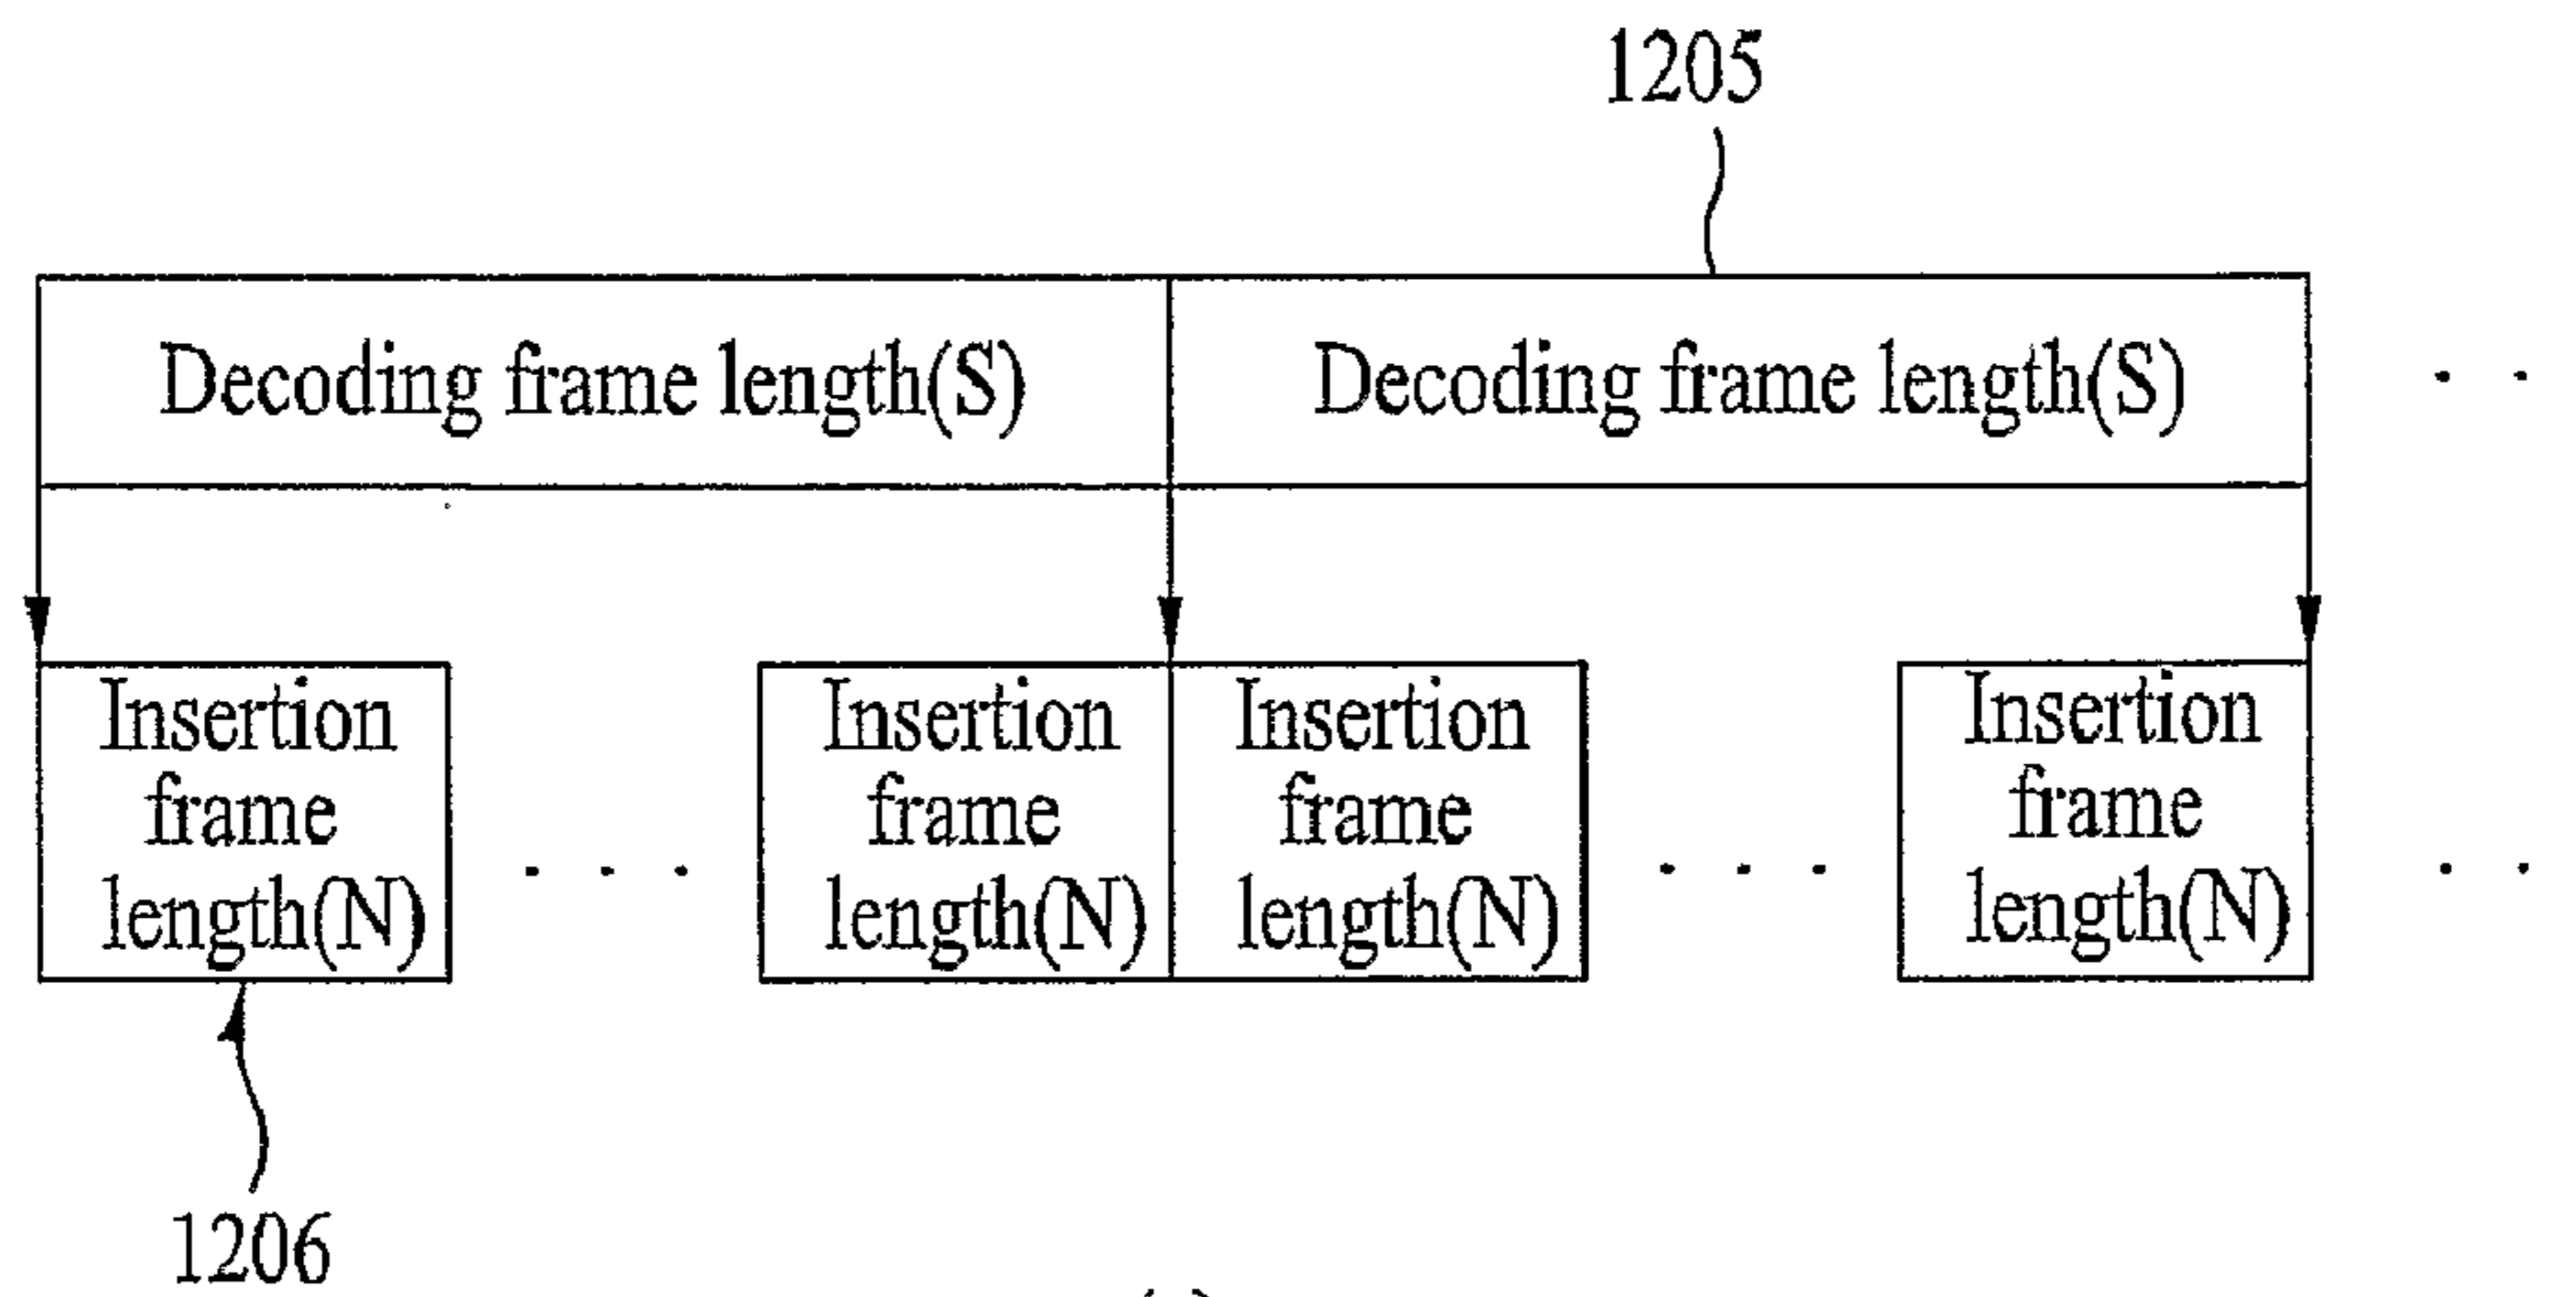 1205
Decoding frame length(S) Decoding frame length(S) . .
Insertion Insertion Insertion Insertion
frame frame frame frame
length(N) . . . length(N) length(N) . . . length(N) . .
1206